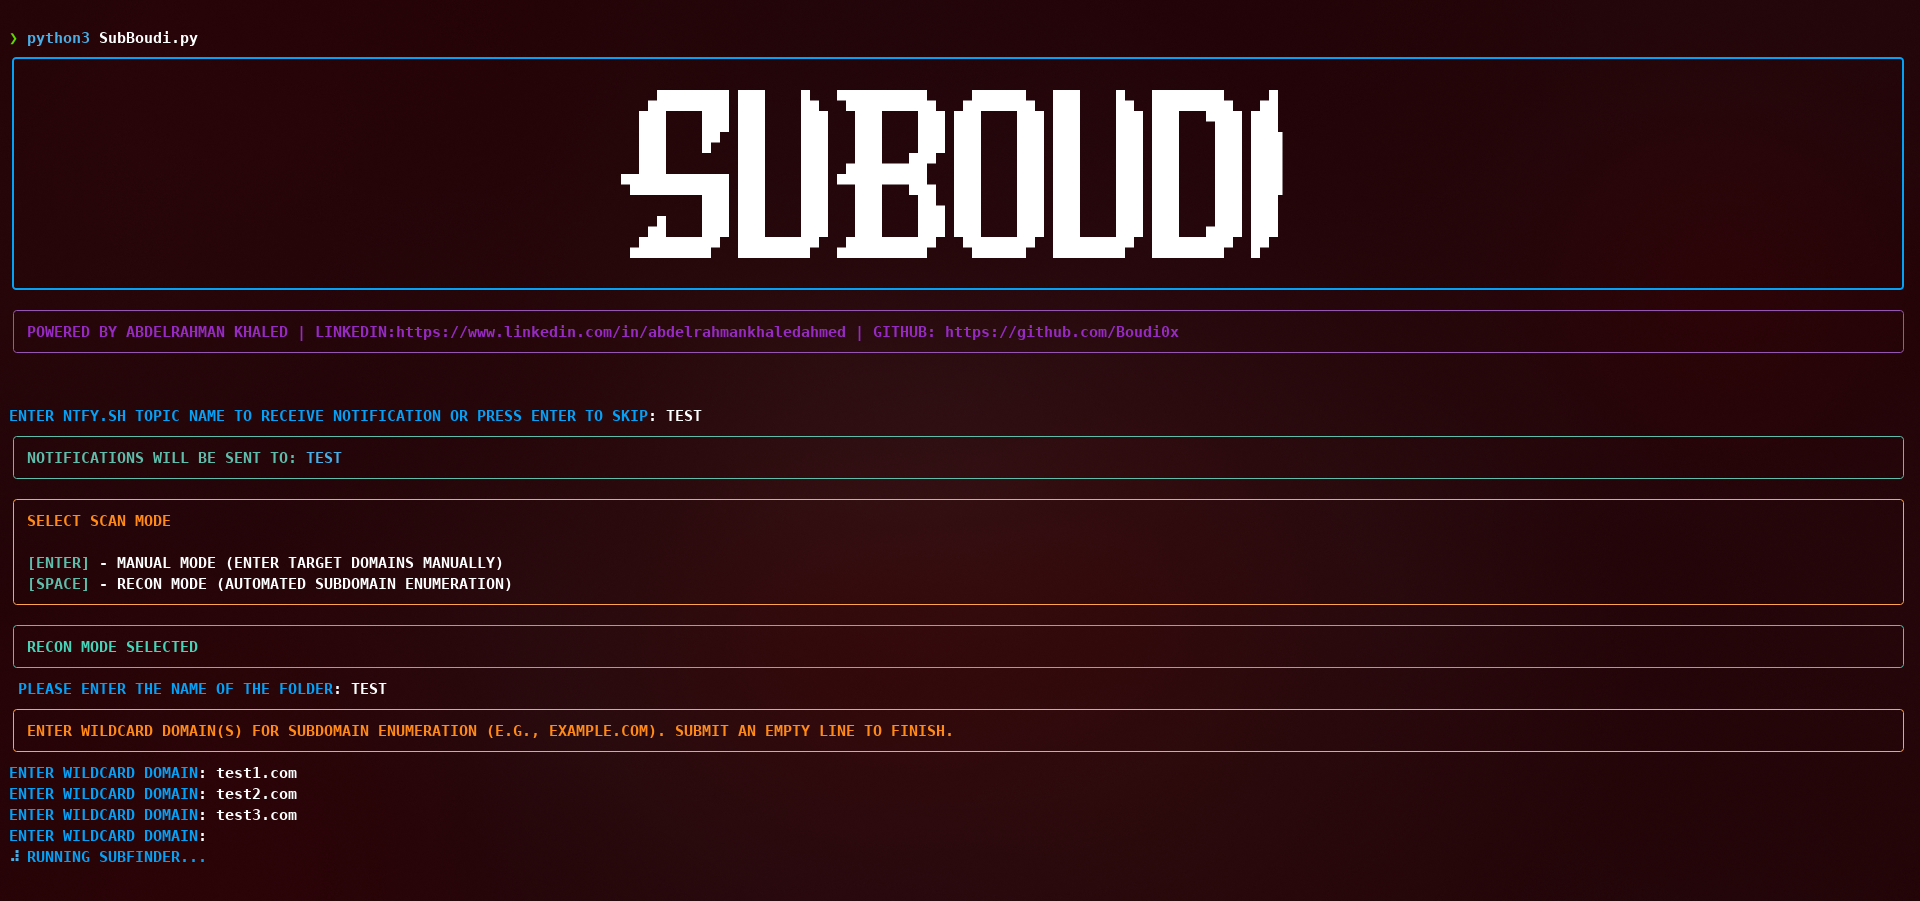 ❯ python3 SubBoudi.py
SUBOUDI
POWERED BY ABDELRAHMAN KHALED | LINKEDIN:https://www.linkedin.com/in/abdelrahmankhaledahmed | GITHUB: https://github.com/Boudi0x
ENTER NTFY.SH TOPIC NAME TO RECEIVE NOTIFICATION OR PRESS ENTER TO SKIP: TEST
NOTIFICATIONS WILL BE SENT TO: TEST
SELECT SCAN MODE
[ENTER] - MANUAL MODE (ENTER TARGET DOMAINS MANUALLY)
[SPACE] - RECON MODE (AUTOMATED SUBDOMAIN ENUMERATION)
RECON MODE SELECTED
PLEASE ENTER THE NAME OF THE FOLDER: TEST
ENTER WILDCARD DOMAIN(S) FOR SUBDOMAIN ENUMERATION (E.G., EXAMPLE.COM). SUBMIT AN EMPTY LINE TO FINISH.
ENTER WILDCARD DOMAIN: test1.com
ENTER WILDCARD DOMAIN: test2.com
ENTER WILDCARD DOMAIN: test3.com
ENTER WILDCARD DOMAIN:
RUNNING SUBFINDER...